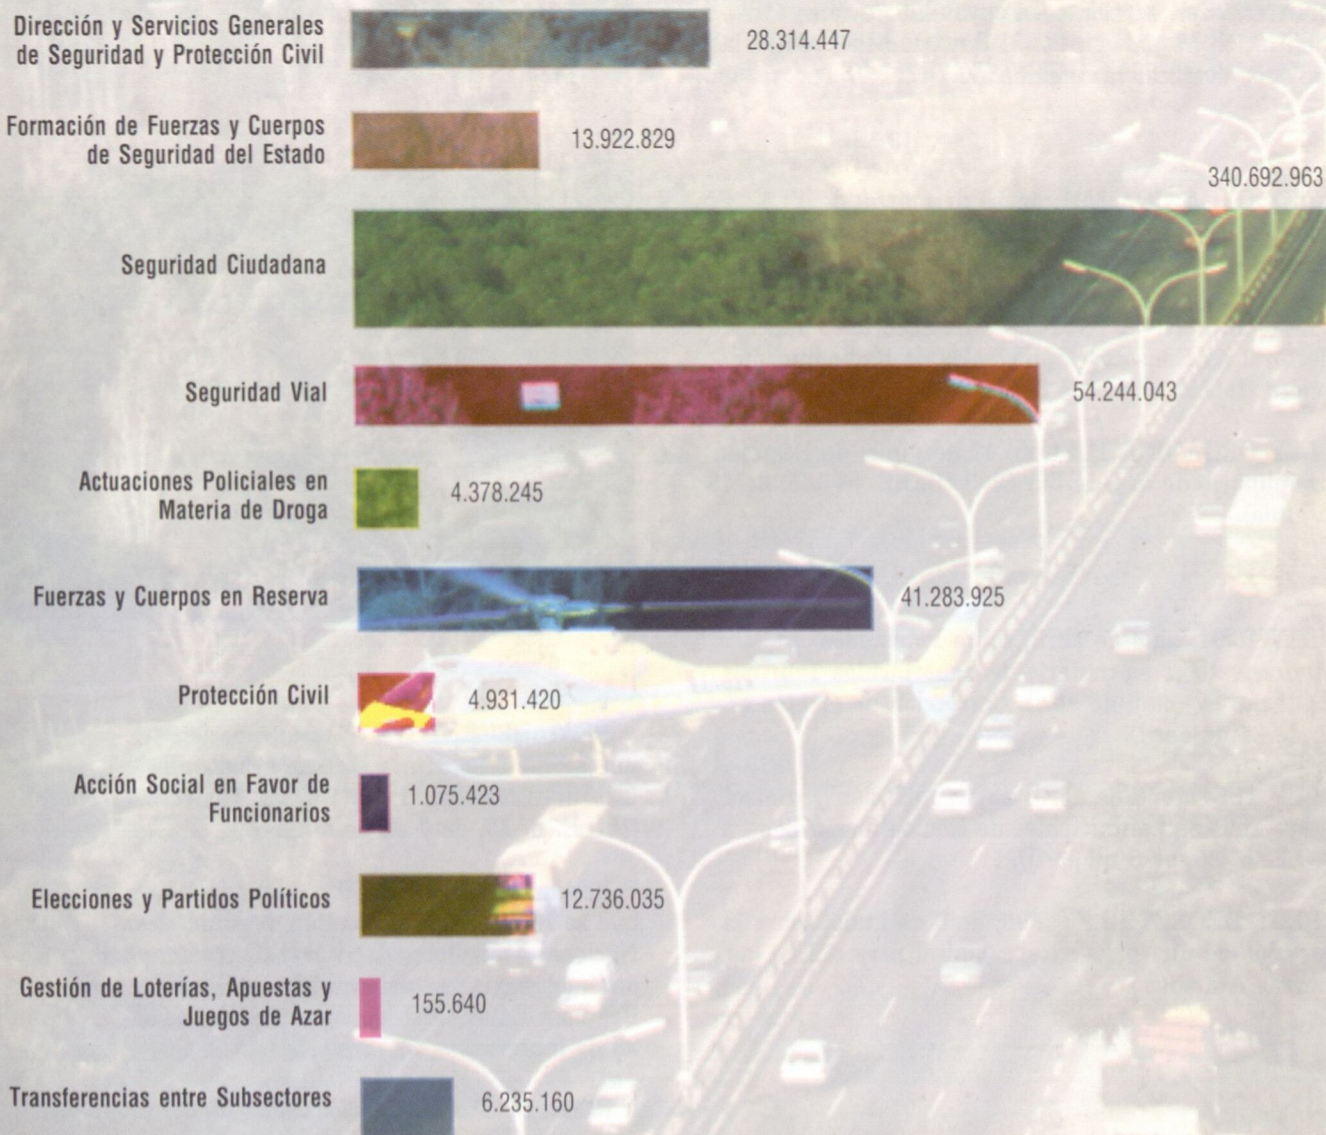 Dirección y Servicios Generales
de Seguridad y Protección Civil
28.314.447
Formación de Fuerzas y Cuerpos
de Seguridad del Estado
13.922.829
Seguridad Ciudadana
340.692.963
Seguridad Vial
54.244.043
Actuaciones Policiales en
Materia de Droga
4.378.245
Fuerzas y Cuerpos en Reserva
41.283.925
Protección Civil
4.931.420
Acción Social en Favor de
Funcionarios
1.075.423
Elecciones y Partidos Políticos
12.736.035
Gestión de Loterías, Apuestas y
Juegos de Azar
155.640
Transferencias entre Subsectores
6.235.160